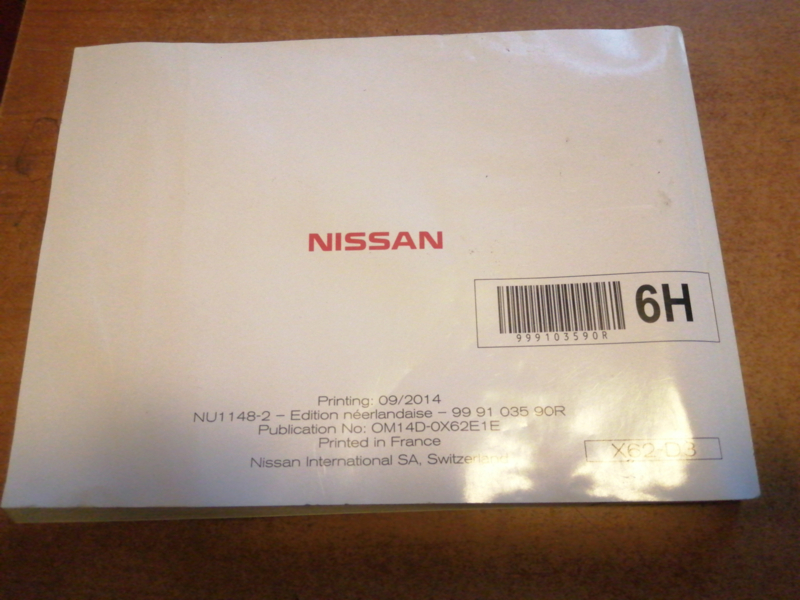 NISSAN
6H
999103590R
Printing: 09/2014
NU1148-2 – Edition néerlandaise – 99 91 035 90R
Publication No: OM14D-0X62E1E
Printed in France
Nissan International SA, Switzerland
X62-D3